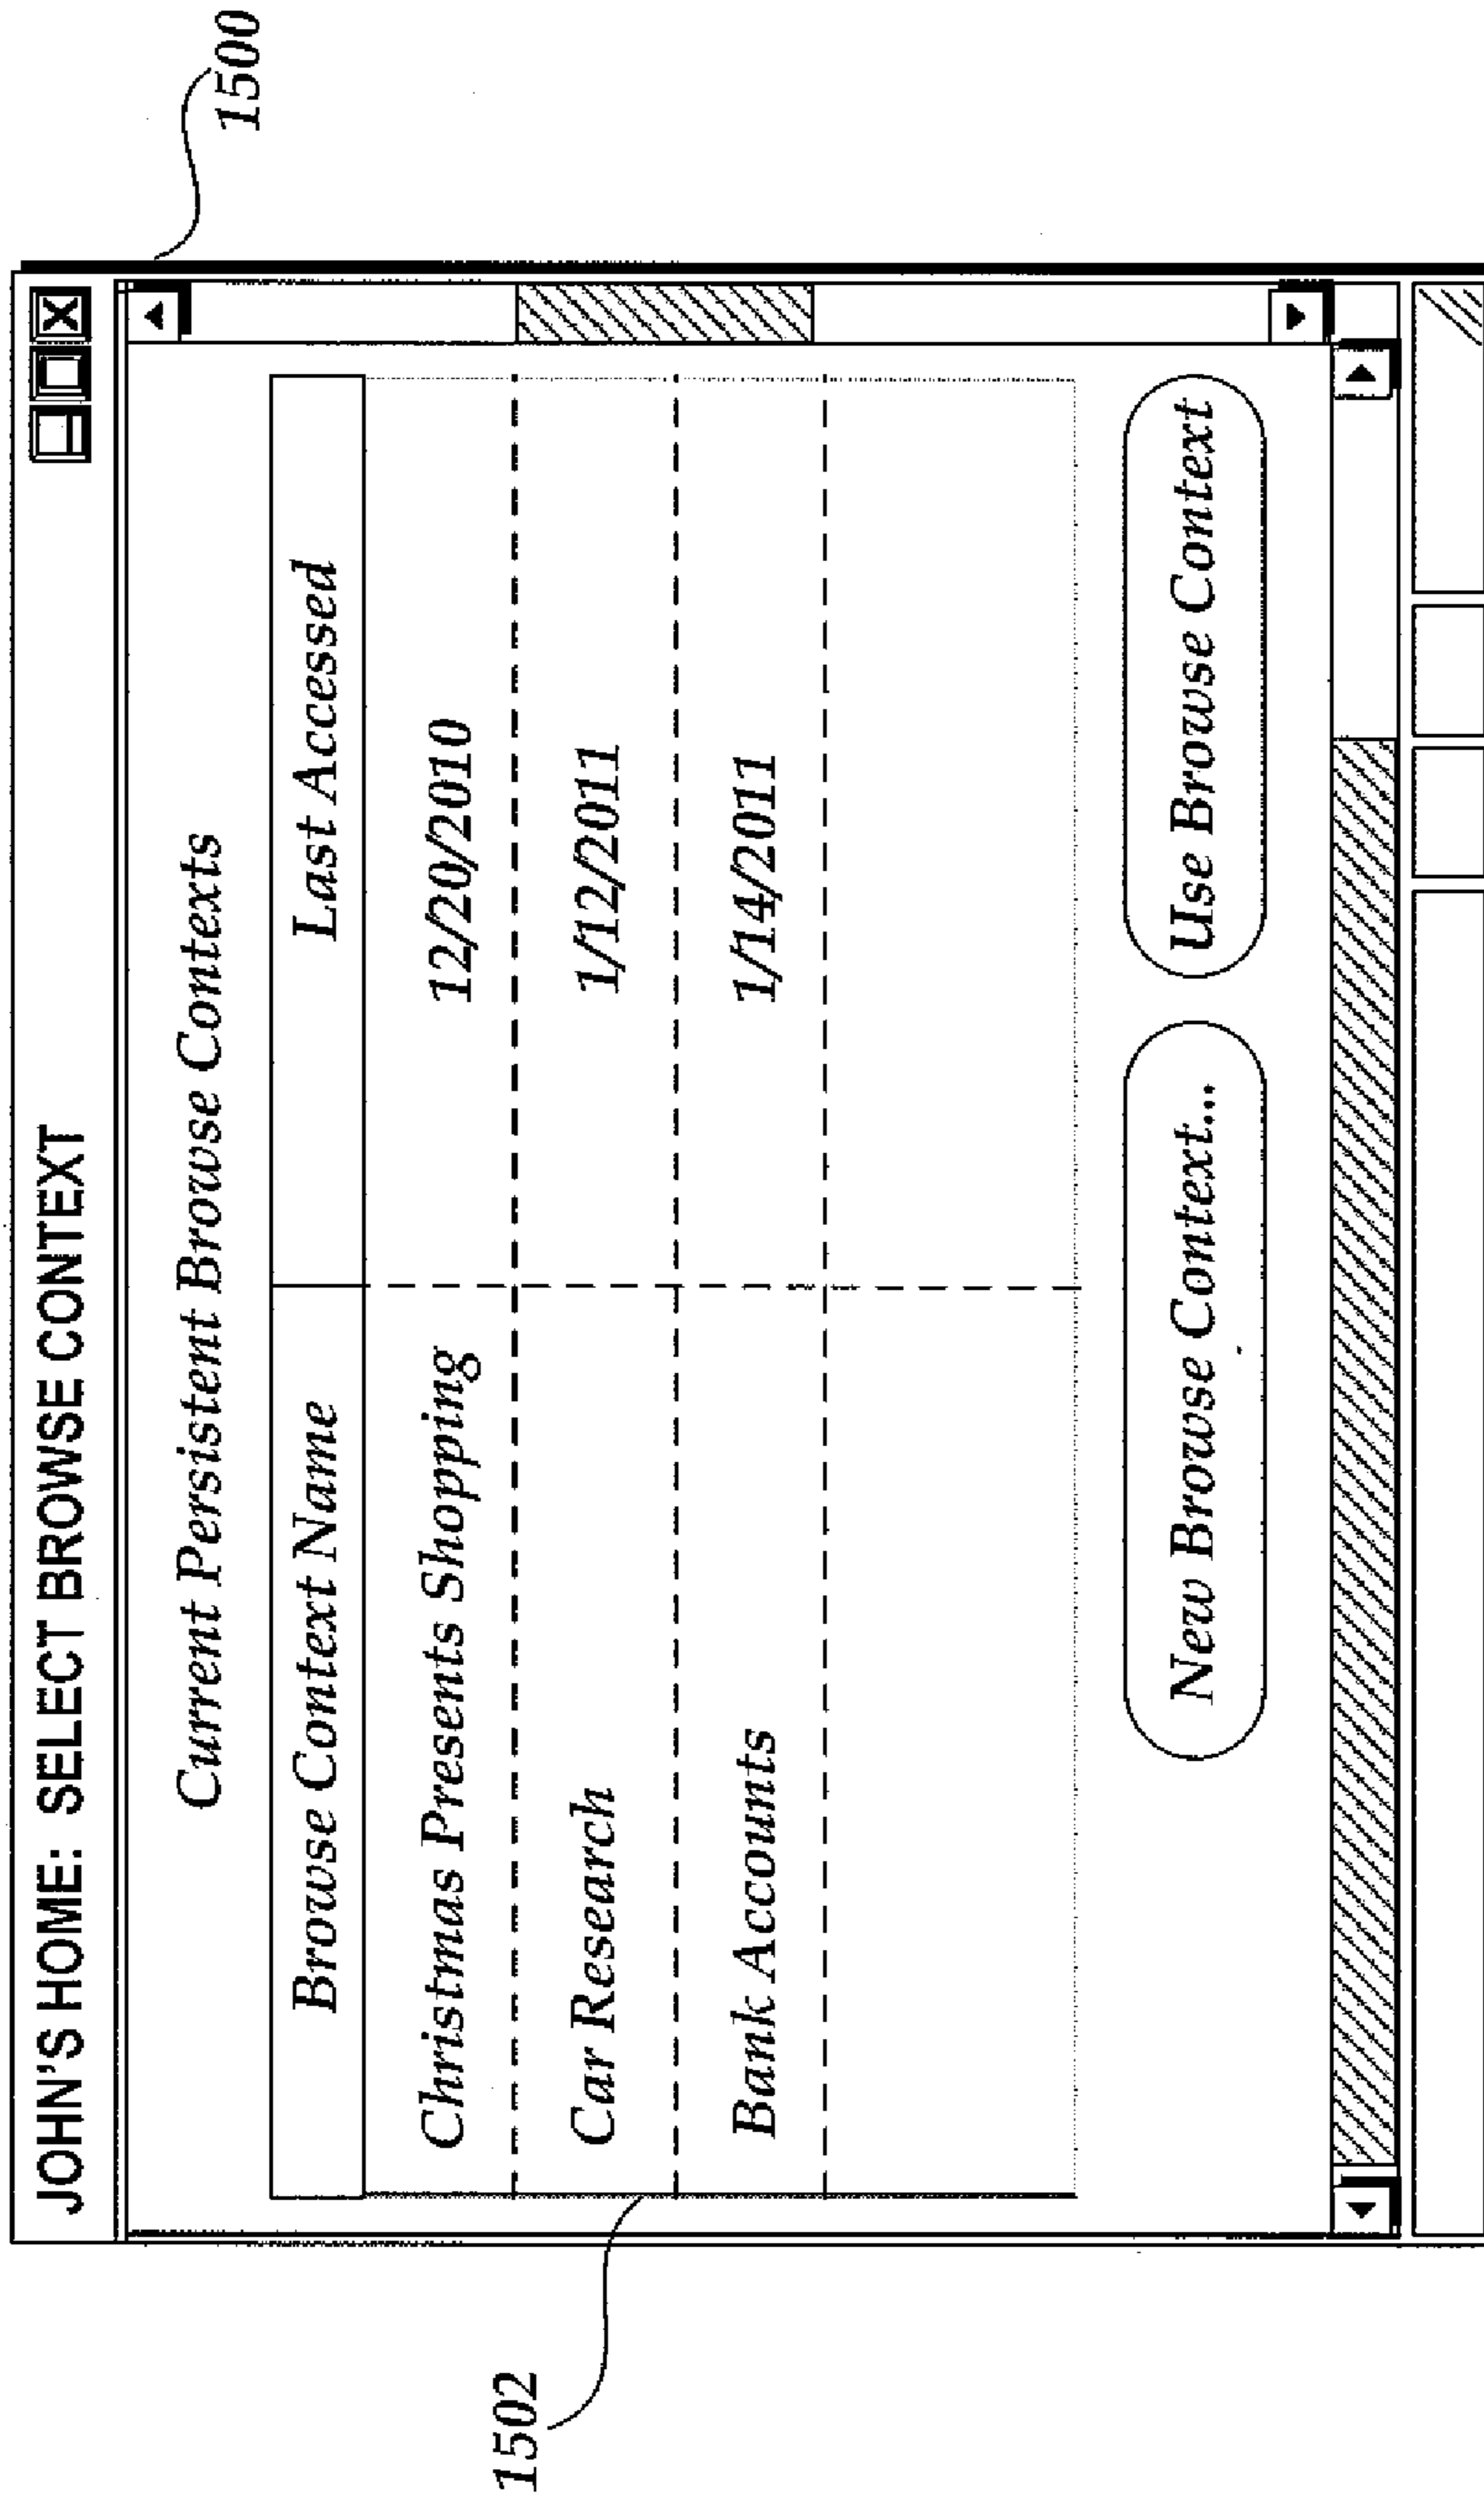 1500
JOHN'S HOME: SELECT BROWSE CONTEXT
Current Persistent Browse Contexts
Browse Context Name Last Accessed
Christmas Presents Shopping 12/20/2010
1502
Car Research 1/12/2011
Bank Accounts 1/14/2011
New Browse Context... Use Browse Context